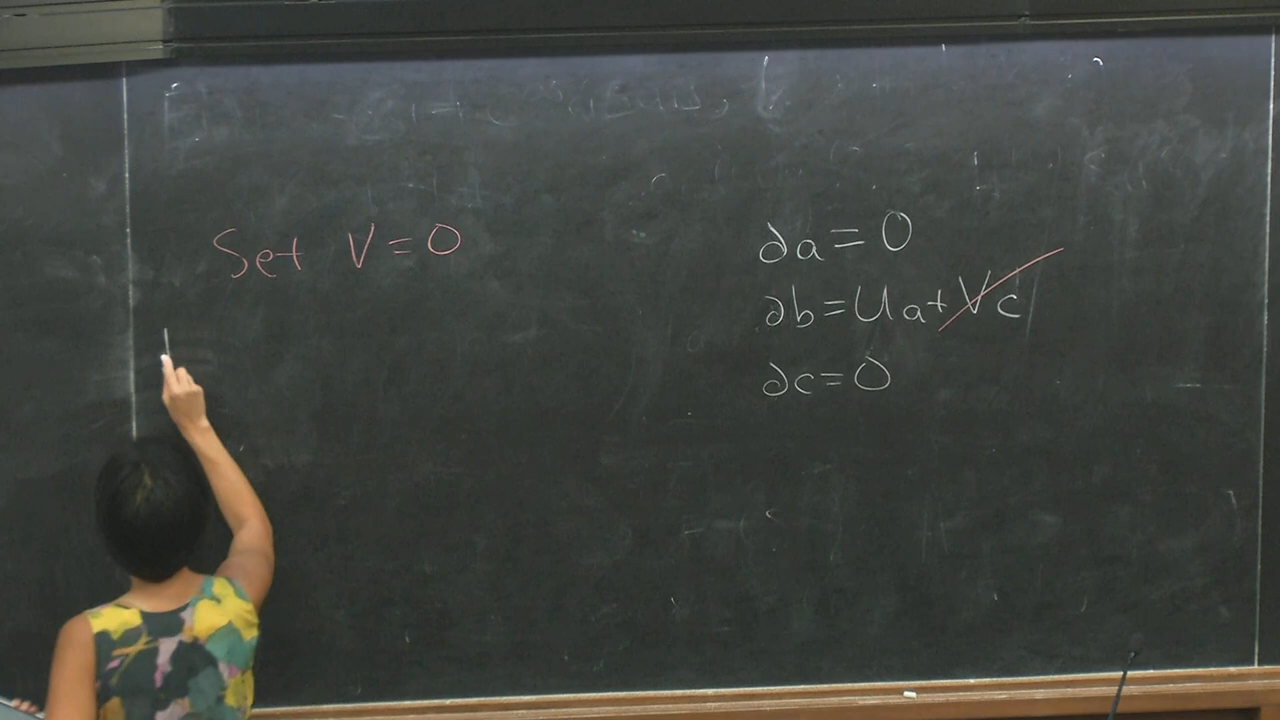 Set V=0
∂a=0
∂b=Ua+Vc
∂c=0